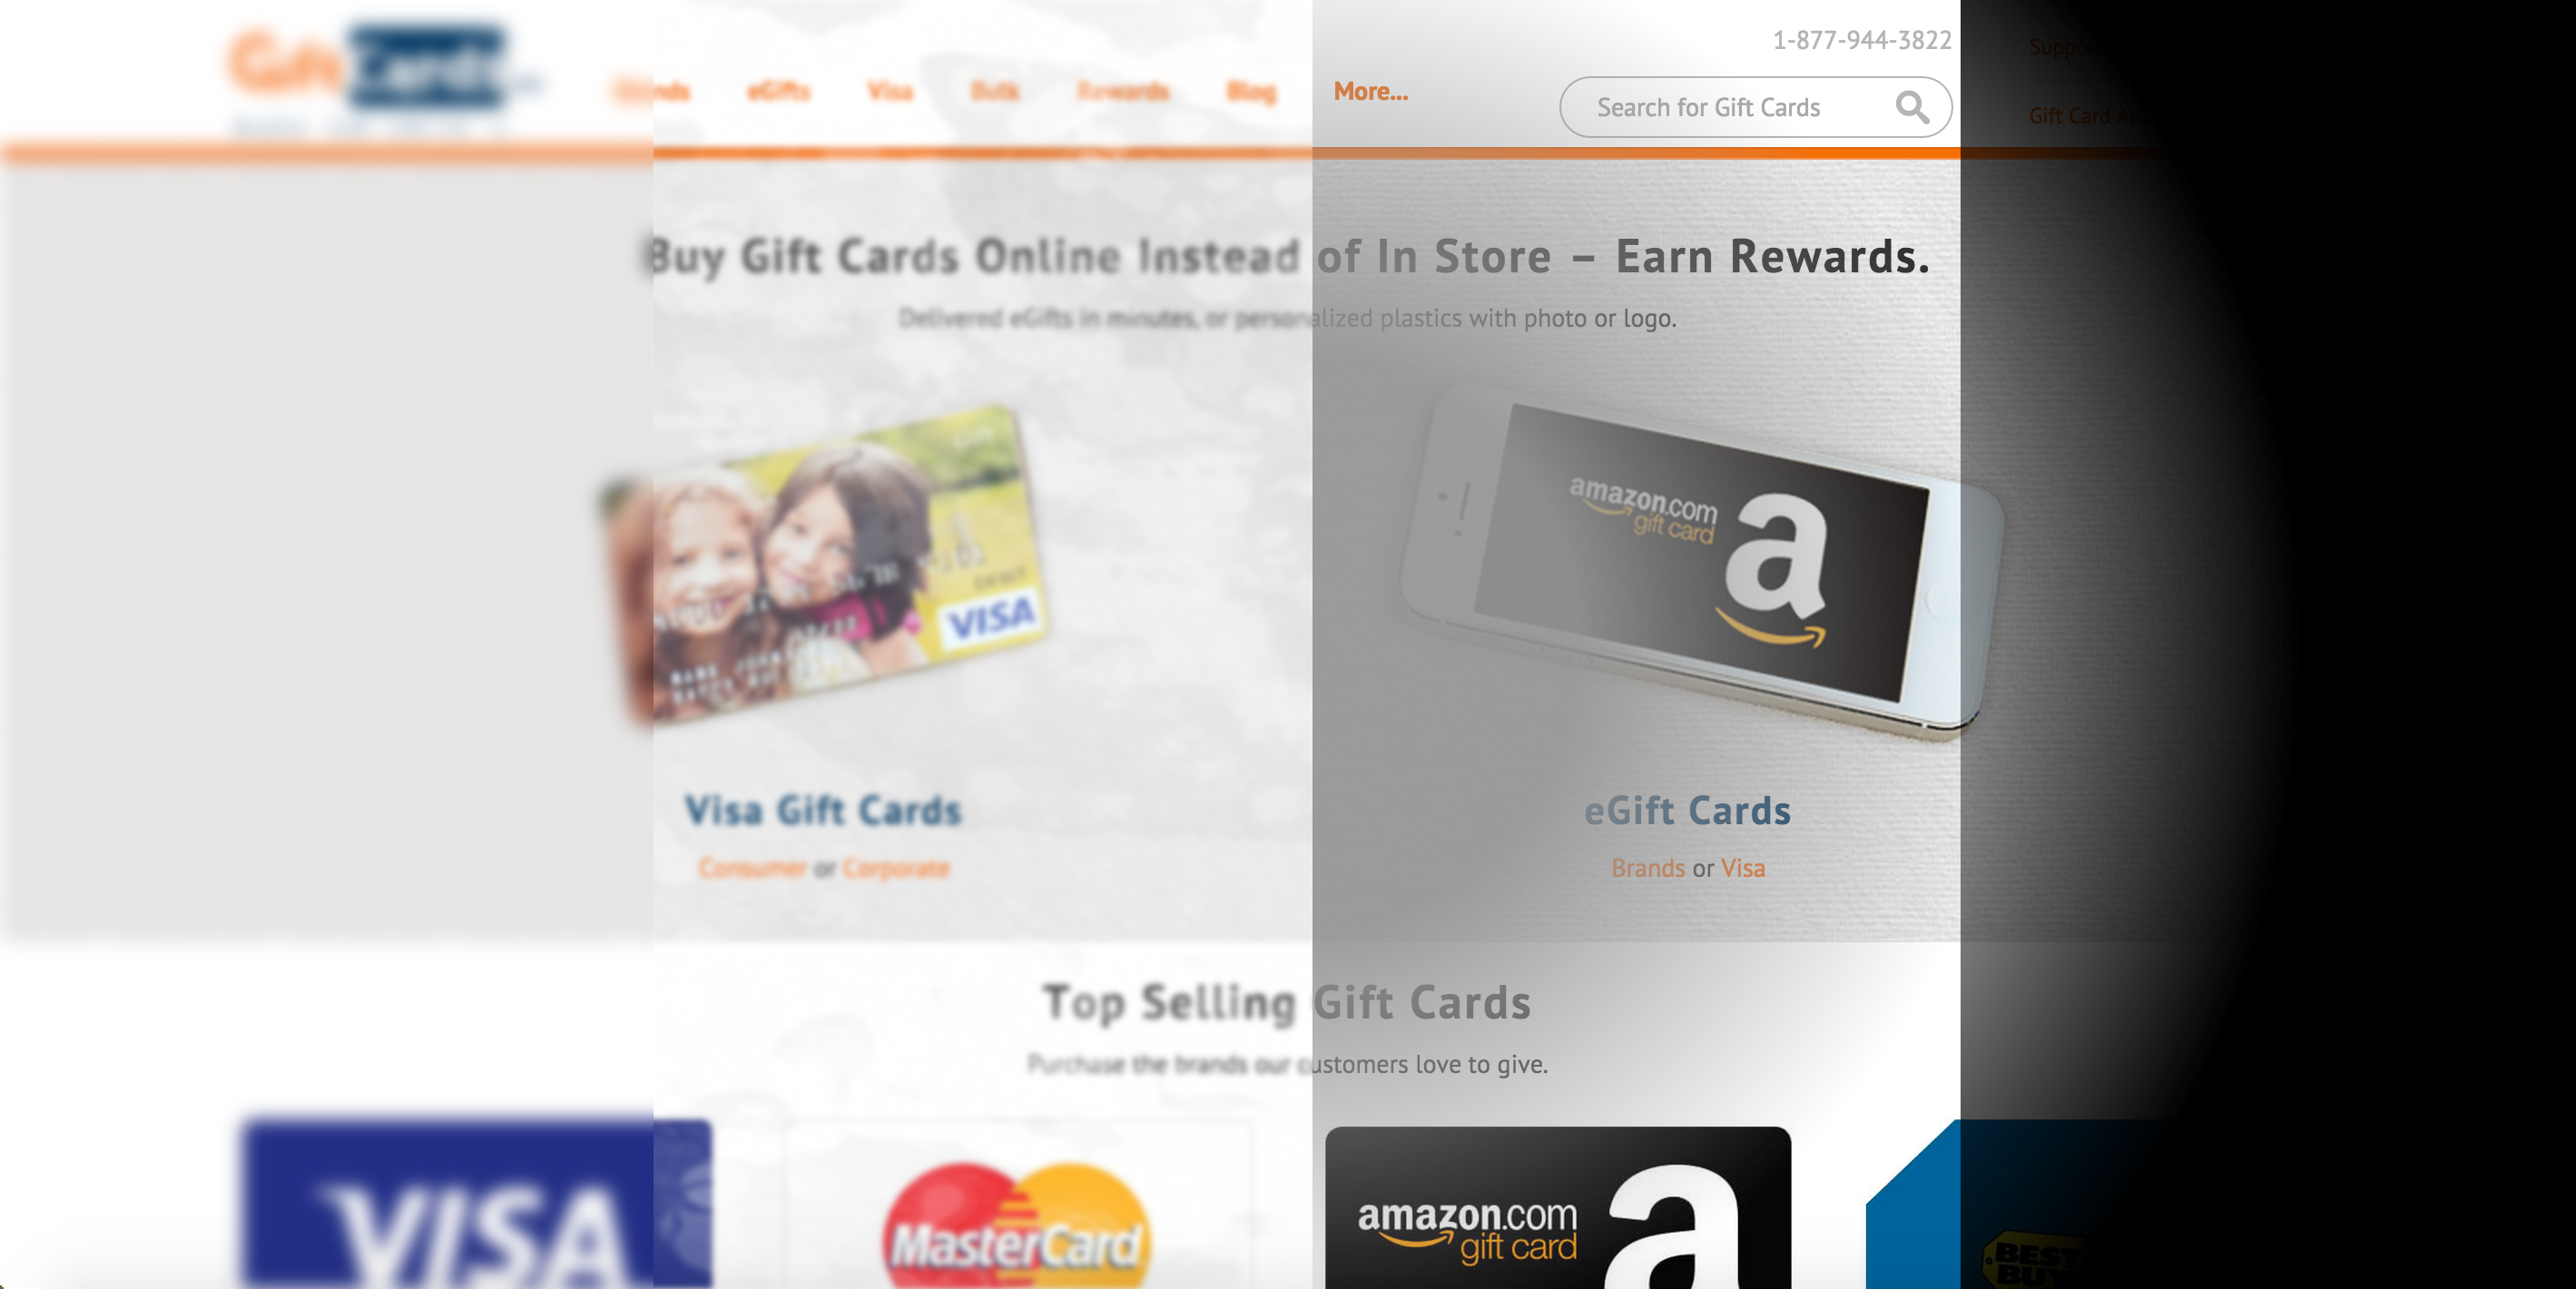 GiftCards
1-877-944-3822
eGifts Visa Bulk Rewards Blog More...
Search for Gift Cards
Gift Card
Buy Gift Cards Online Instead of In Store – Earn Rewards.
Delivered eGifts in minutes, or personalized plastics with photo or logo.
DEBIT
VISA
amazon.com
gift card
a
Visa Gift Cards
eGift Cards
Consumer or Corporate
Brands or Visa
Top Selling Gift Cards
Purchase the brands our customers love to give.
VISA
MasterCard
amazon.com
gift card
a
BEST
BUY